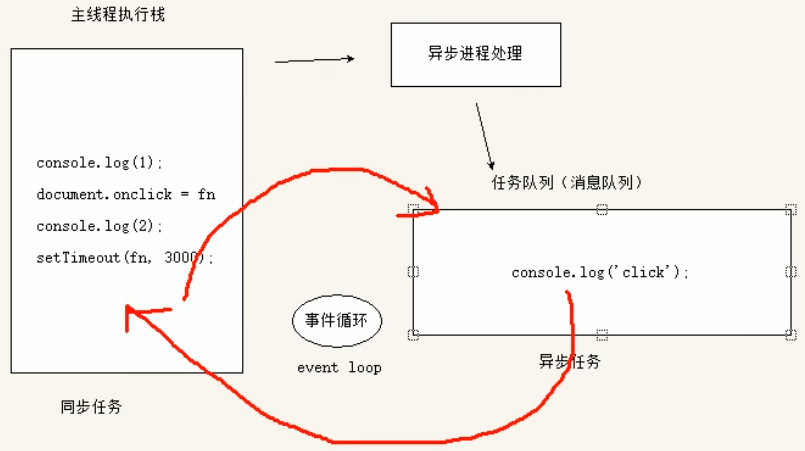 主线程执行栈
异步进程处理
console.log(1);
document.onclick = fn
console.log(2);
setTimeout(fn, 3000);
任务队列（消息队列）
console.log('click');
事件循环
event loop
异步任务
同步任务